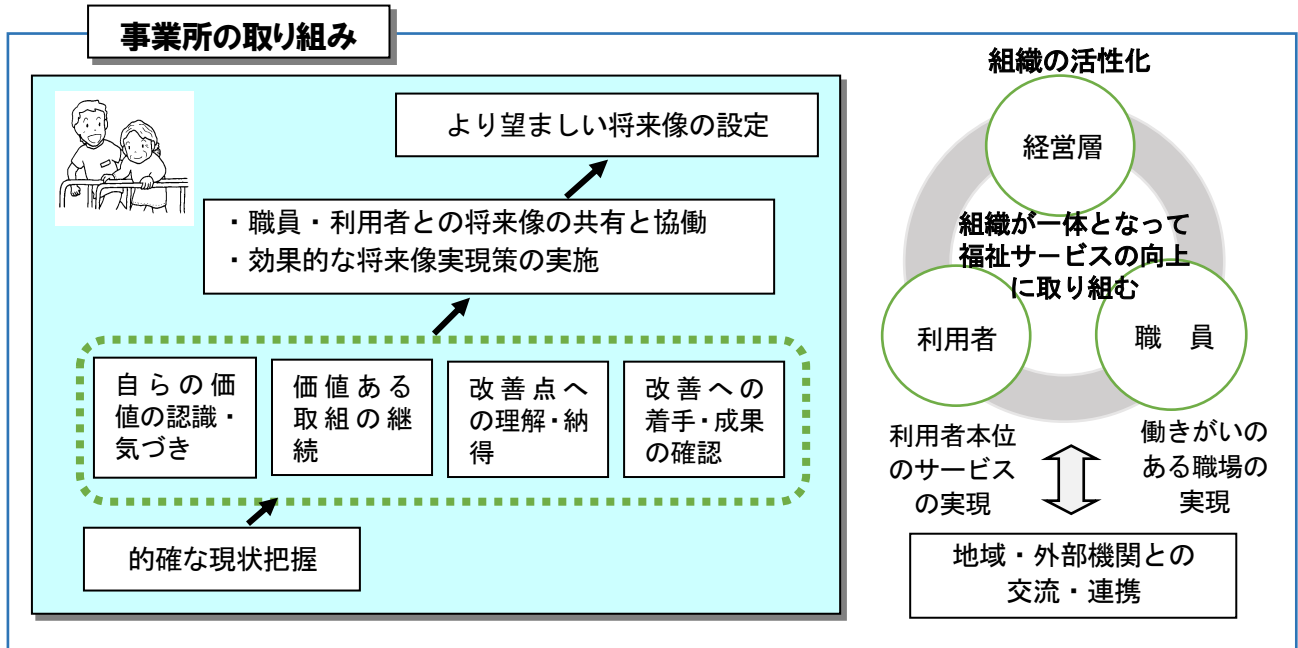 事業所の取り組み
より望ましい将来像の設定
・職員・利用者との将来像の共有と協働
・効果的な将来像実現策の実施
自らの価
値の認識・
気づき
価値ある
取組の継
続
改善点へ
の理解・納
得
改善への
着手・成果
の確認
的確な現状把握
組織の活性化
経営層
組織が一体となって
福祉サービスの向上
に取り組む
利用者
職　員
利用者本位
のサービス
の実現
働きがいの
ある職場の
実現
地域・外部機関との
交流・連携